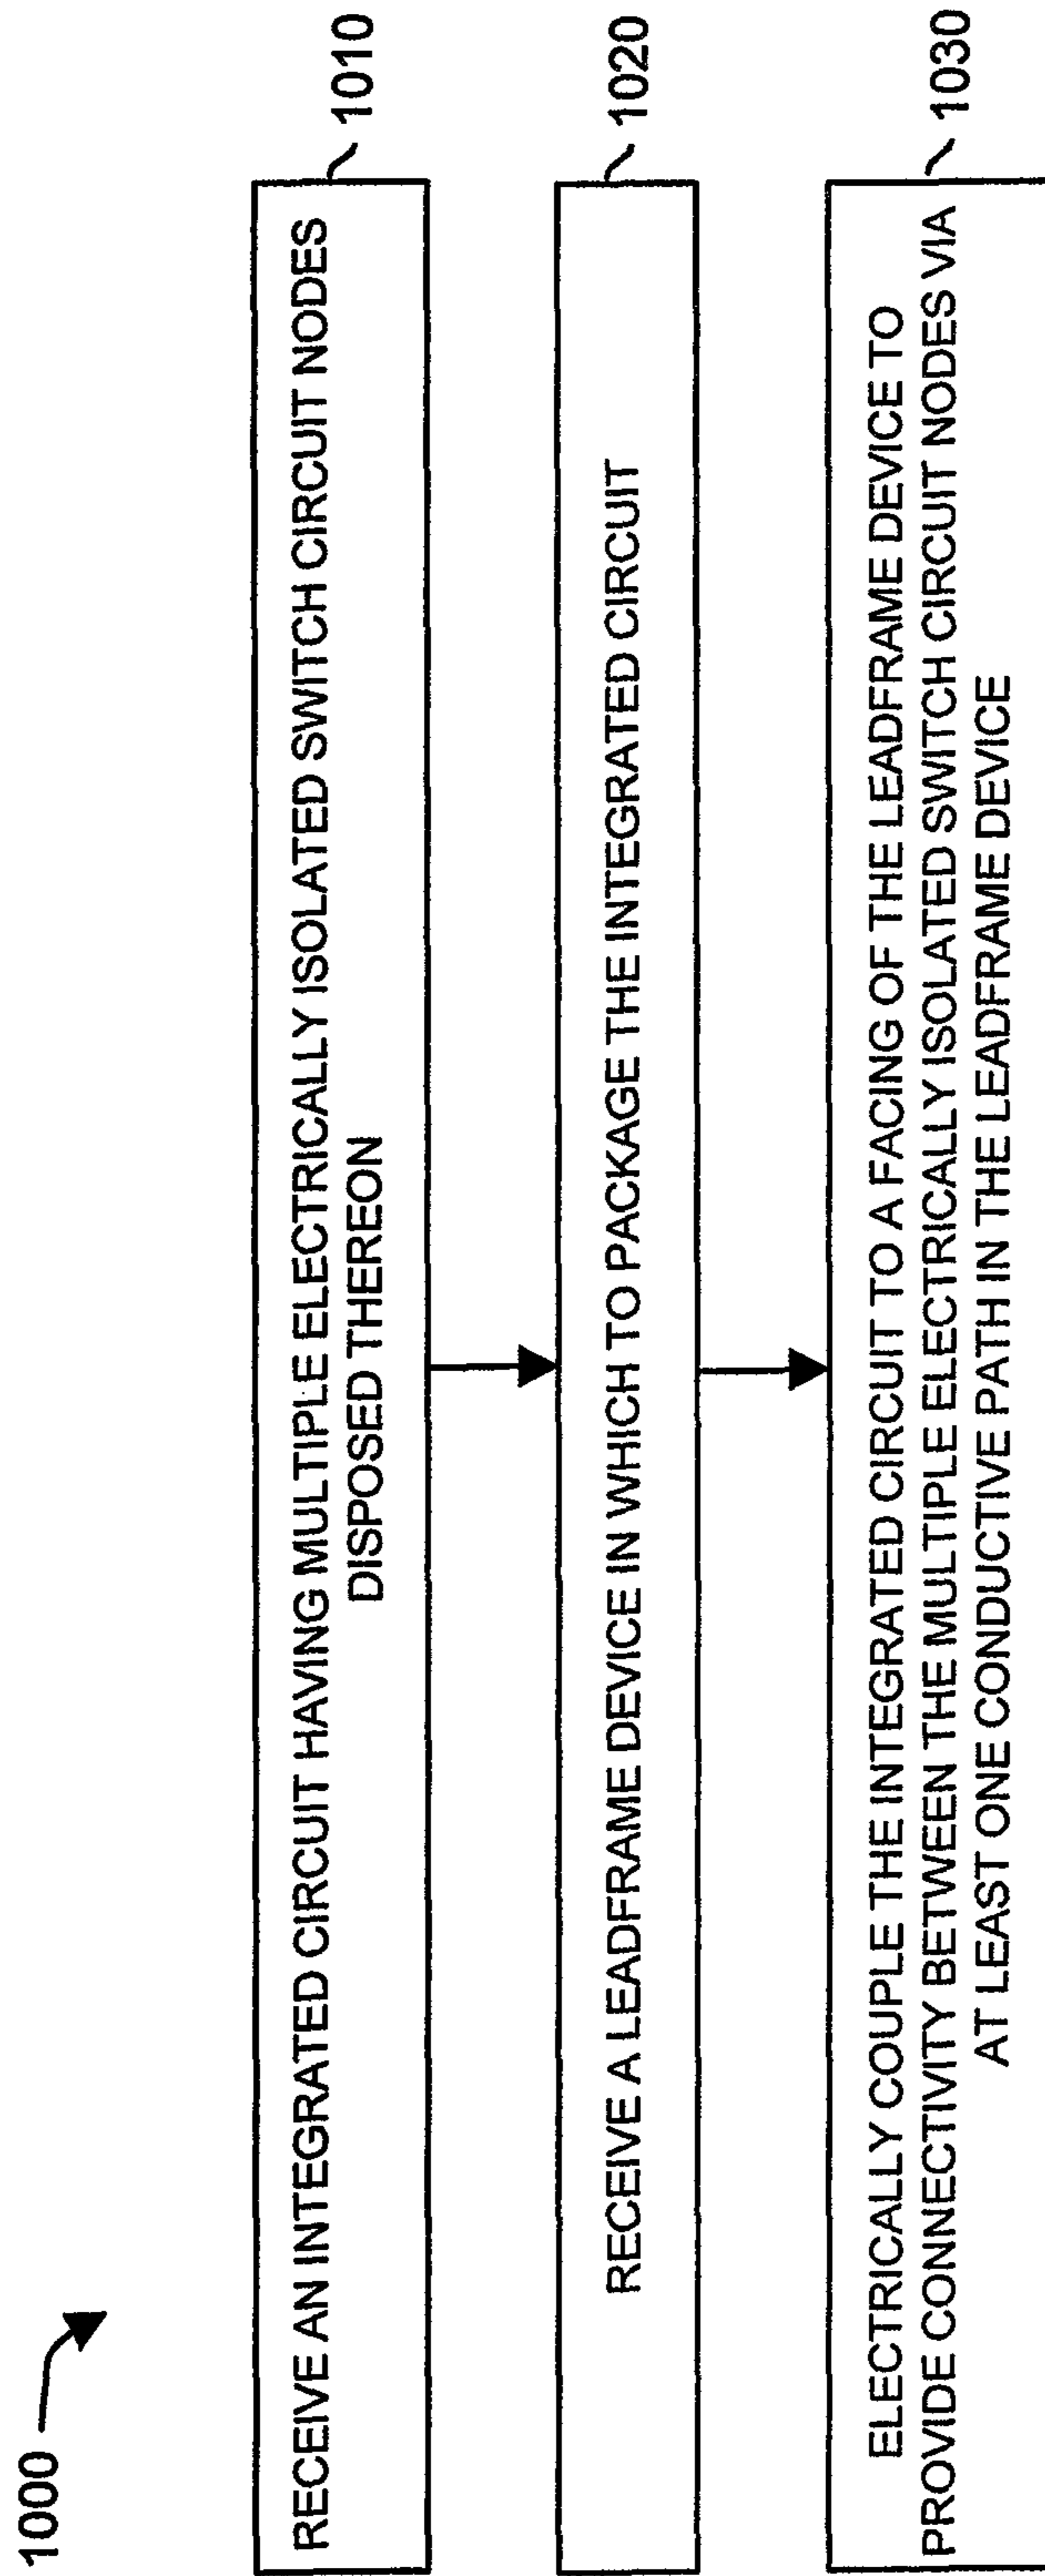 1000
RECEIVE AN INTEGRATED CIRCUIT HAVING MULTIPLE ELECTRICALLY ISOLATED SWITCH CIRCUIT NODES
DISPOSED THEREON
1010
RECEIVE A LEADFRAME DEVICE IN WHICH TO PACKAGE THE INTEGRATED CIRCUIT
1020
ELECTRICALLY COUPLE THE INTEGRATED CIRCUIT TO A FACING OF THE LEADFRAME DEVICE TO
PROVIDE CONNECTIVITY BETWEEN THE MULTIPLE ELECTRICALLY ISOLATED SWITCH CIRCUIT NODES VIA
AT LEAST ONE CONDUCTIVE PATH IN THE LEADFRAME DEVICE
1030